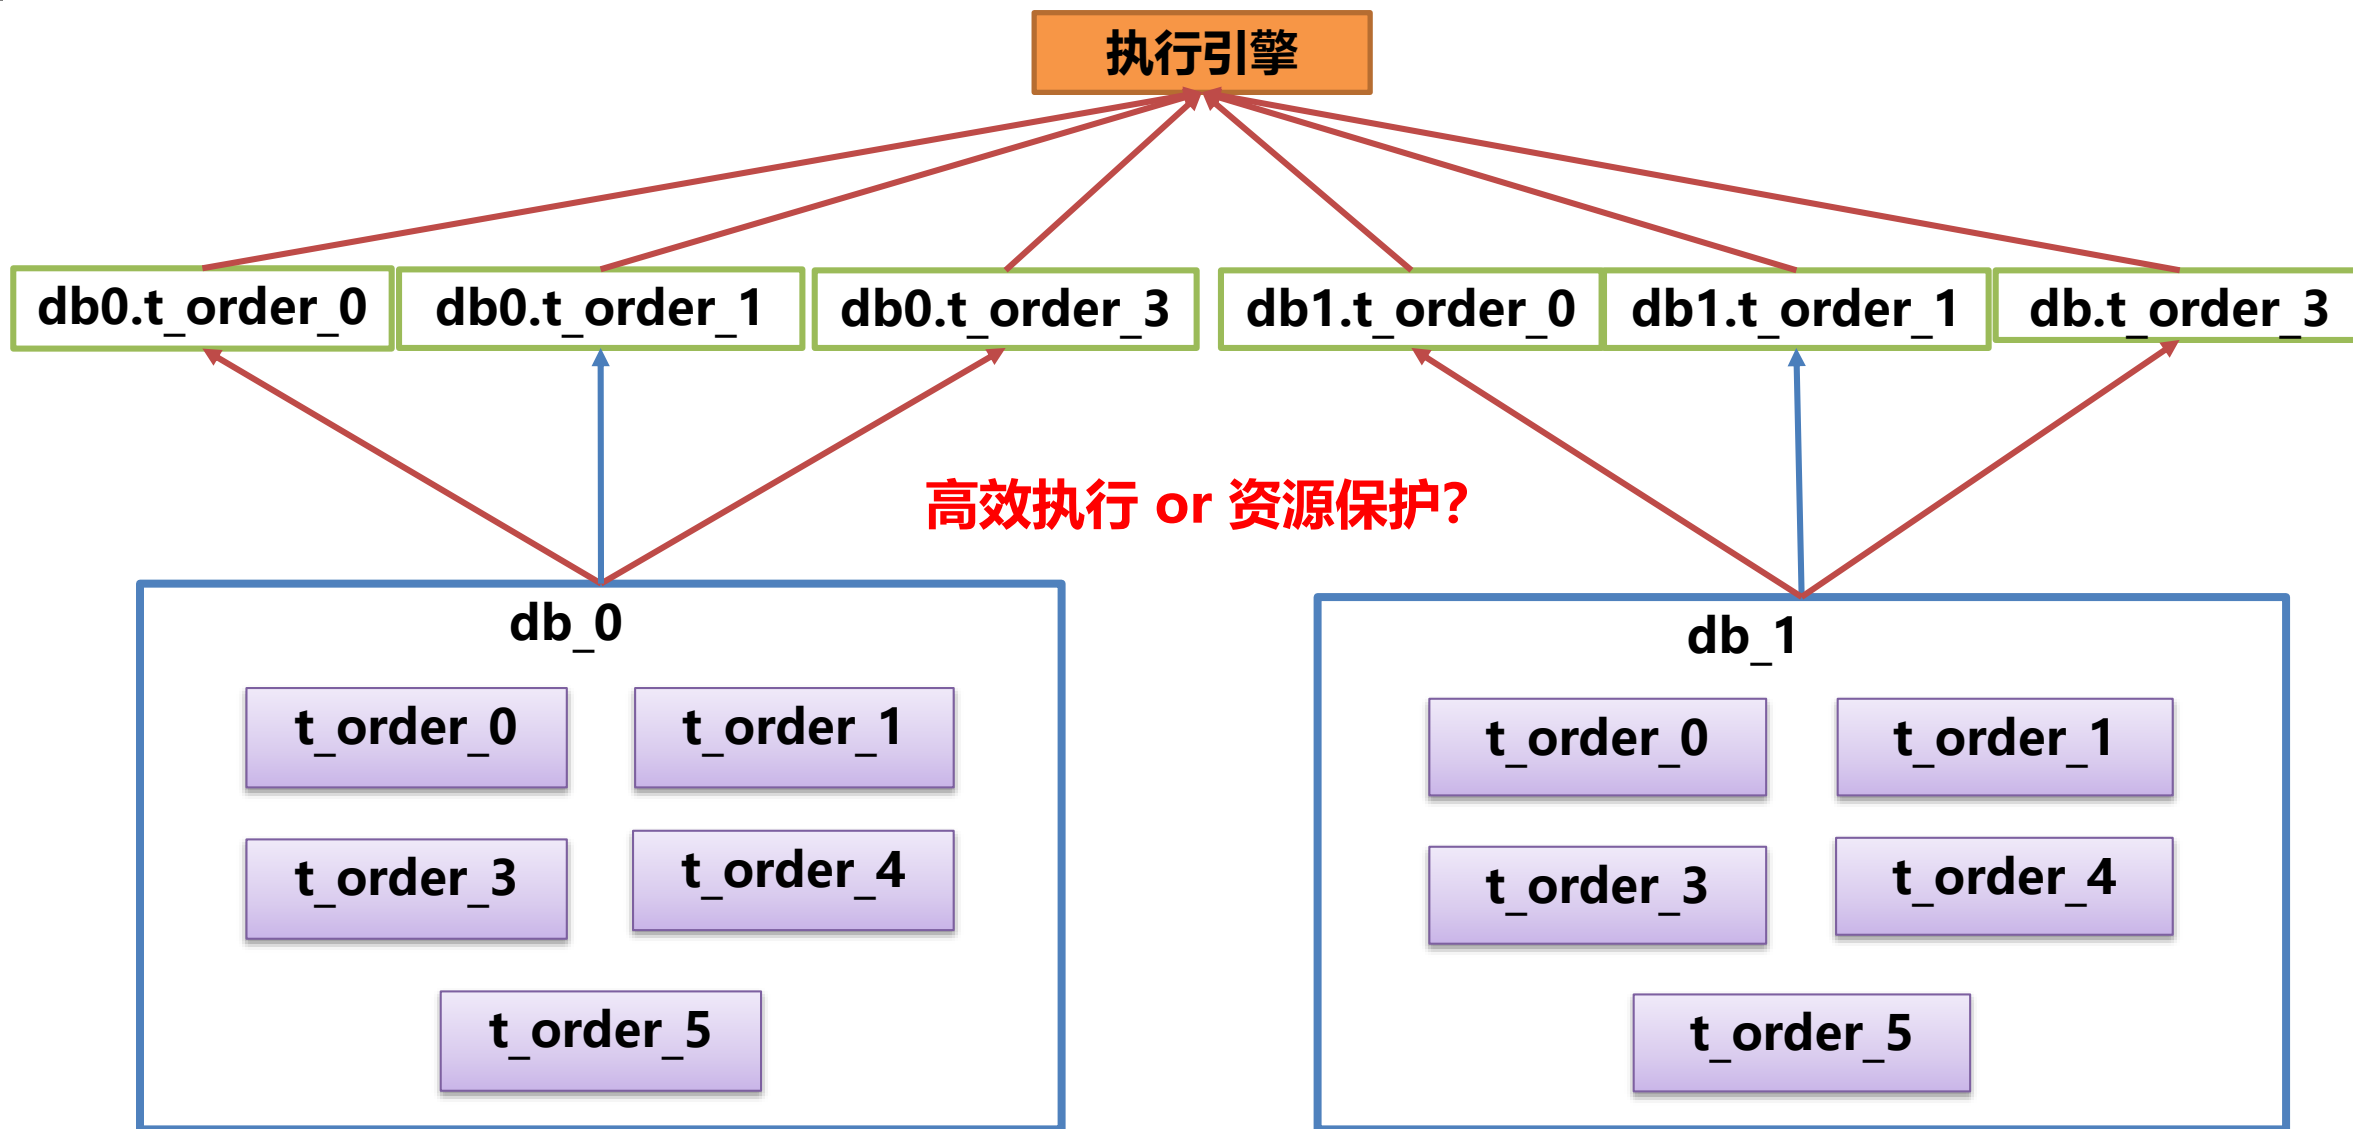 执行引擎
db0.t_order_0
db0.t_order_1
db0.t_order_3
db1.t_order_0
db1.t_order_1
db.t_order_3
高效执行 or 资源保护?
db_0
t_order_0
t_order_1
t_order_3
t_order_4
t_order_5
db_1
t_order_0
t_order_1
t_order_3
t_order_4
t_order_5